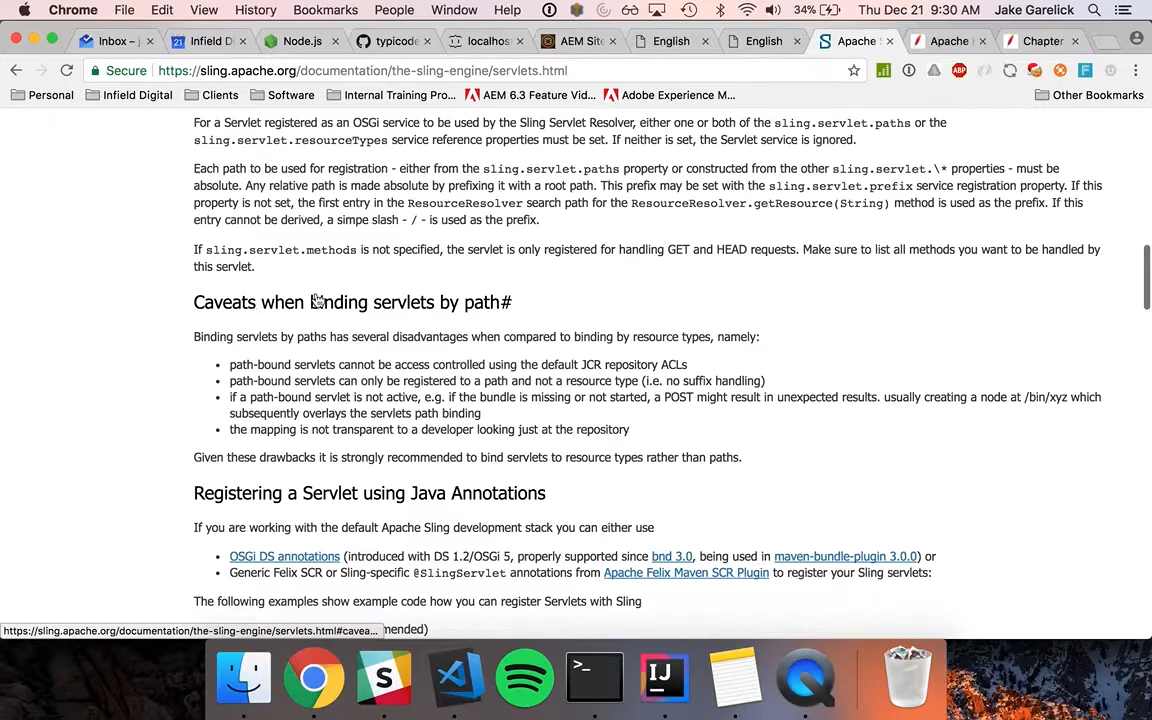 Chrome File Edit View History Bookmarks People Window Help 34% Thu Dec 21 9:30 AM Jake Garelick
Inbox – j Infield D Node.js typicode localhos AEM Site English English Apache S Apache Chapter
Secure https://sling.apache.org/documentation/the-sling-engine/servlets.html ABP
Personal Infield Digital Clients Software Internal Training Pro... AEM 6.3 Feature Vid... Adobe Experience M... Other Bookmarks
For a Servlet registered as an OSGi service to be used by the Sling Servlet Resolver, either one or both of the sling.servlet.paths or the
sling.servlet.resourceTypes service reference properties must be set. If neither is set, the Servlet service is ignored.
Each path to be used for registration - either from the sling.servlet.paths property or constructed from the other sling.servlet.\* properties - must be
absolute. Any relative path is made absolute by prefixing it with a root path. This prefix may be set with the sling.servlet.prefix service registration property. If this
property is not set, the first entry in the ResourceResolver search path for the ResourceResolver.getResource(String) method is used as the prefix. If this
entry cannot be derived, a simpe slash - / - is used as the prefix.
If sling.servlet.methods is not specified, the servlet is only registered for handling GET and HEAD requests. Make sure to list all methods you want to be handled by
this servlet.
Caveats when binding servlets by path#
Binding servlets by paths has several disadvantages when compared to binding by resource types, namely:
• path-bound servlets cannot be access controlled using the default JCR repository ACLs
• path-bound servlets can only be registered to a path and not a resource type (i.e. no suffix handling)
• if a path-bound servlet is not active, e.g. if the bundle is missing or not started, a POST might result in unexpected results. usually creating a node at /bin/xyz which
subsequently overlays the servlets path binding
• the mapping is not transparent to a developer looking just at the repository
Given these drawbacks it is strongly recommended to bind servlets to resource types rather than paths.
Registering a Servlet using Java Annotations
If you are working with the default Apache Sling development stack you can either use
• OSGi DS annotations (introduced with DS 1.2/OSGi 5, properly supported since bnd 3.0, being used in maven-bundle-plugin 3.0.0) or
• Generic Felix SCR or Sling-specific @SlingServlet annotations from Apache Felix Maven SCR Plugin to register your Sling servlets:
The following examples show example code how you can register Servlets with Sling
https://sling.apache.org/documentation/the-sling-engine/servlets.html#cavea... mended)
S >_ IJ